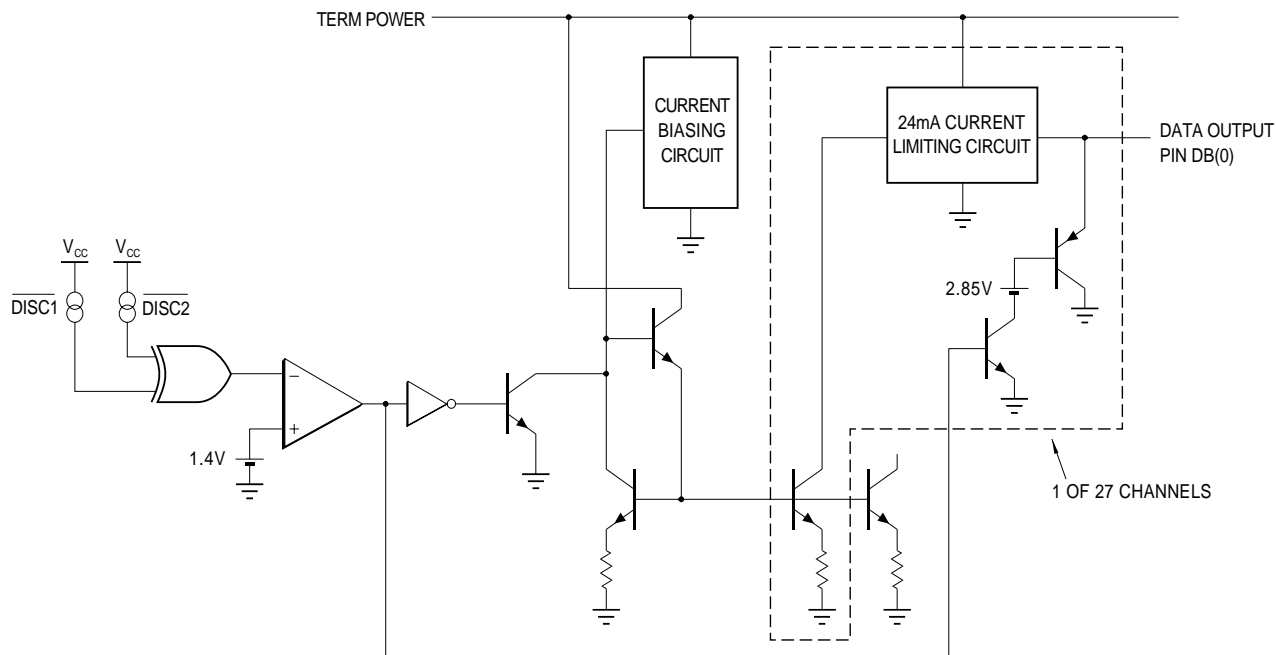 TERM POWER
CURRENT
BIASING
CIRCUIT
24mA CURRENT
LIMITING CIRCUIT
DATA OUTPUT
PIN DB(0)
VCC
VCC
DISC1
DISC2
2.85V
−
+
1.4V
1 OF 27 CHANNELS